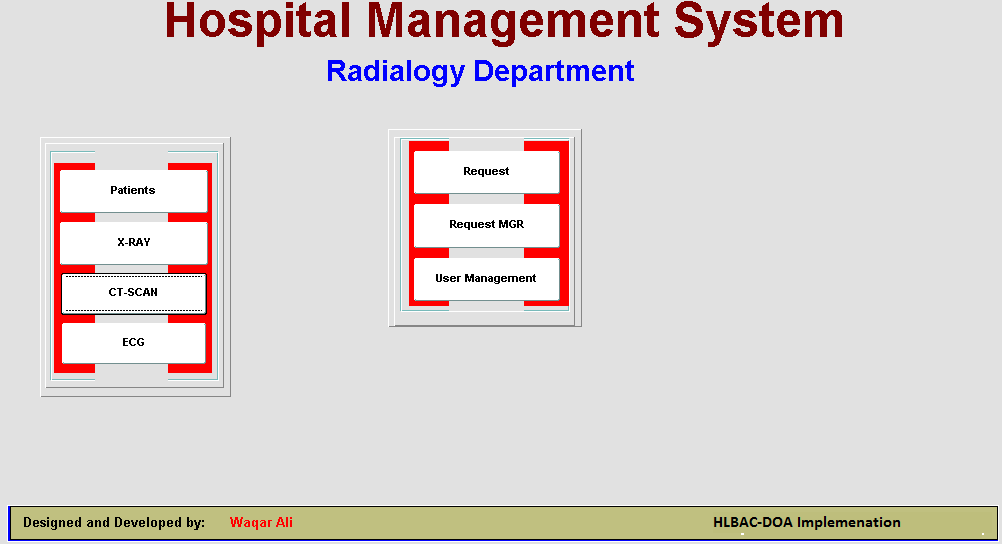 Hospital Management System
Radialogy Department
Patients
X-RAY
CT-SCAN
ECG
Request
Request MGR
User Management
Designed and Developed by: Waqar Ali
HLBAC-DOA Implemenation